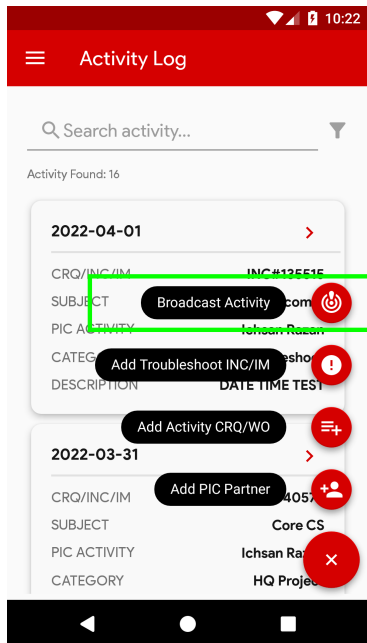 10:22
Activity Log
Search activity...
Activity Found: 16
2022-04-01
CRQ/INC/IM INC#135515
SUBJECT
Broadcast Activity
PIC ACTIVITY Ichsan Razan
Add Troubleshoot INC/IM
DESCRIPTION DATE TIME TEST
Add Activity CRQ/WO
2022-03-31
CRQ/INC/IM
Add PIC Partner
SUBJECT Core CS
PIC ACTIVITY Ichsan
CATEGORY HQ